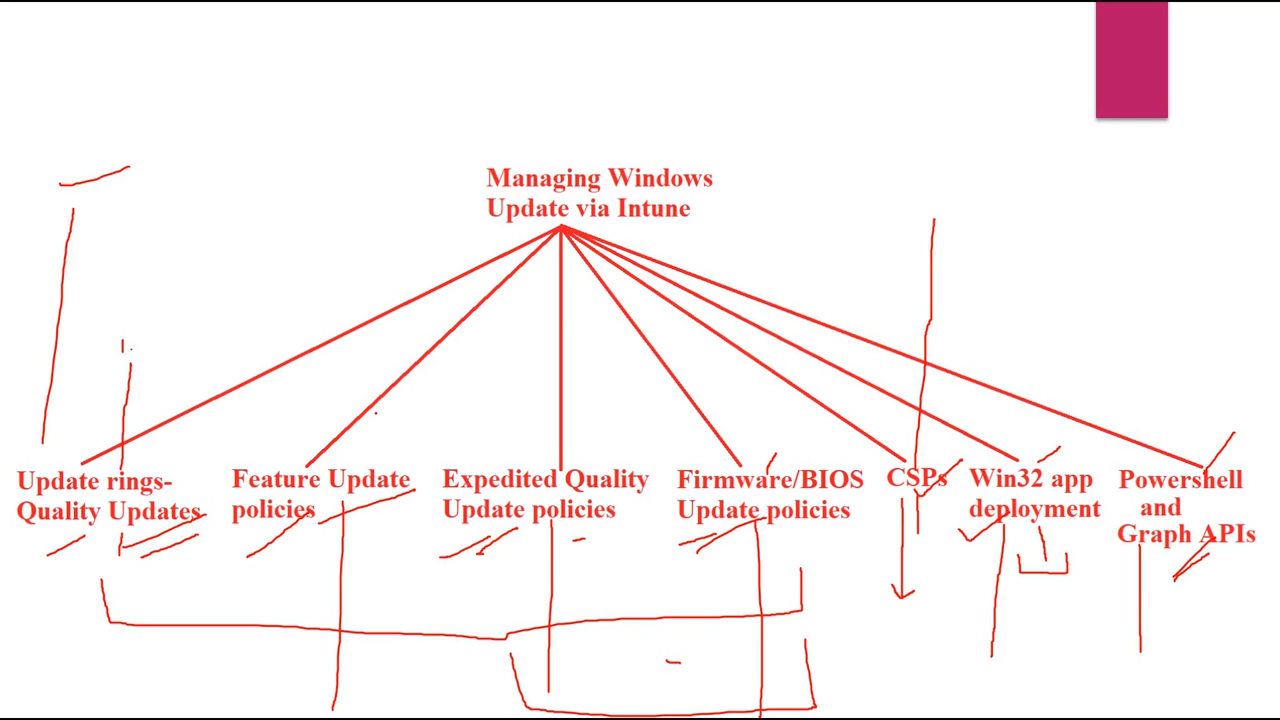 Managing Windows
Update via Intune
Update rings-
Quality Updates
Feature Update
policies
Expedited Quality
Update policies
Firmware/BIOS
Update policies
CSPs
Win32 app
deployment
Powershell
and
Graph APIs